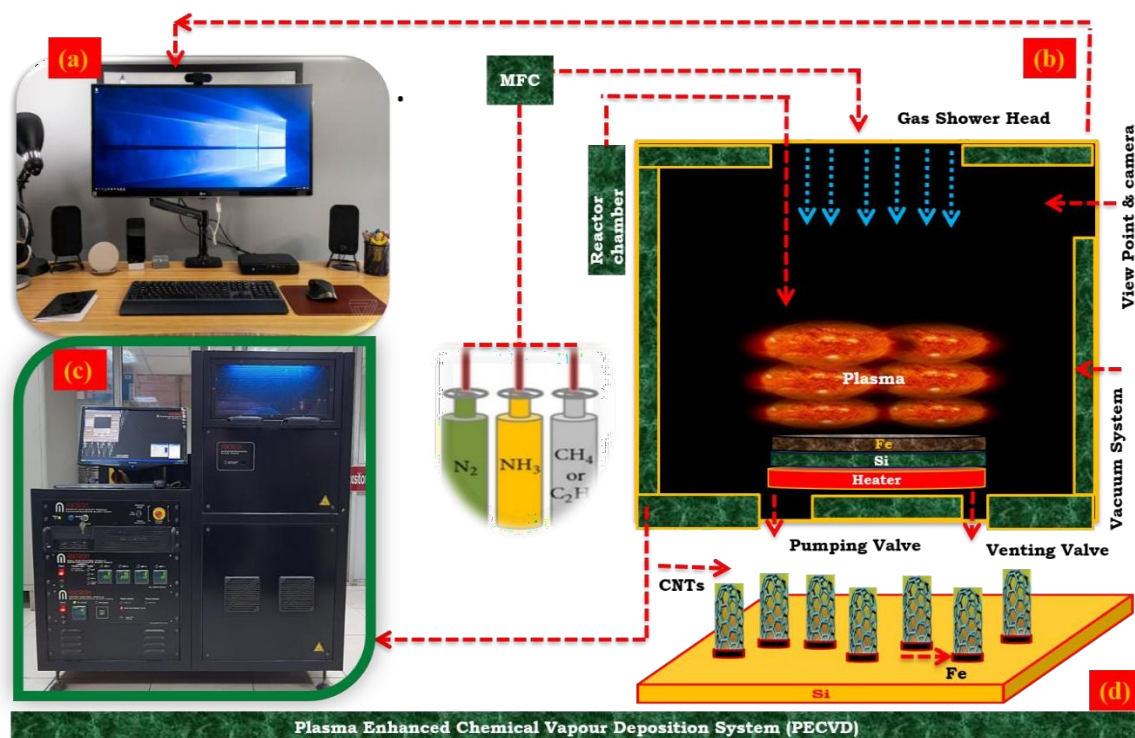 (a)
(b)
MFC
Gas Shower Head
Reactor
chamber
View Point & camera
(c)
Plasma
N2
NH3
CH4
or
C2H
Fe
Si
Heater
Vacuum System
Pumping Valve
Venting Valve
CNTs
Fe
Si
(d)
Plasma Enhanced Chemical Vapour Deposition System (PECVD)